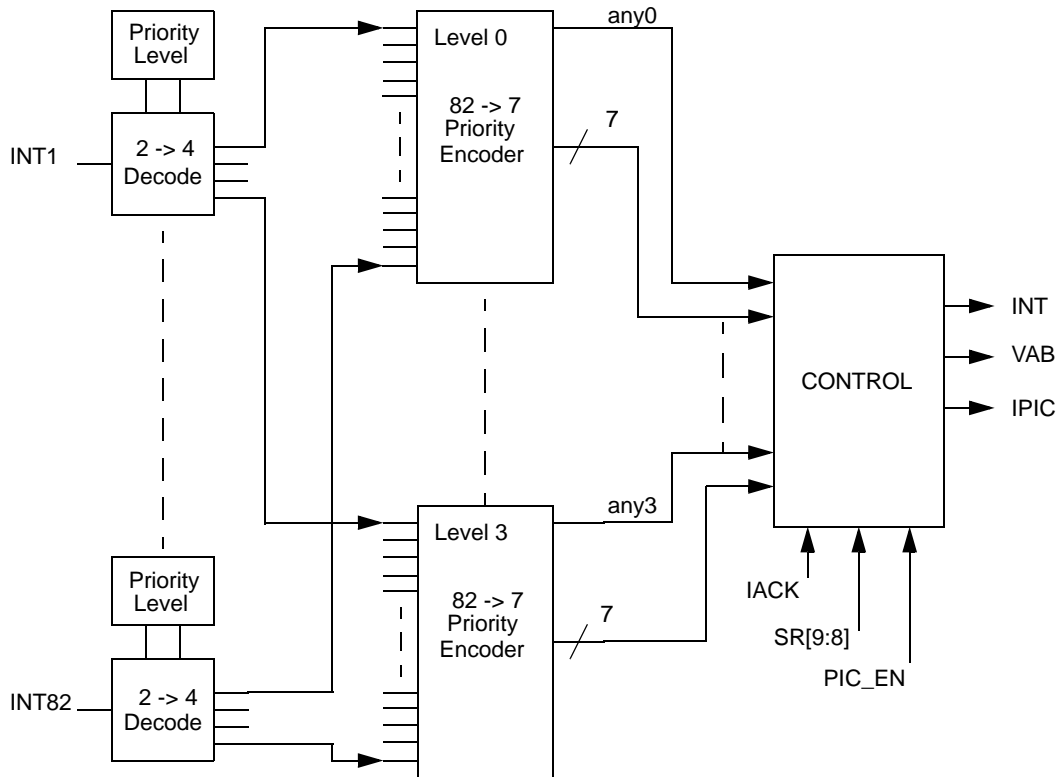 Priority
Level
2 -> 4
Decode
INT1
Level 0
82 -> 7
Priority
Encoder
any0
7
CONTROL
INT
VAB
IPIC
IACK
SR[9:8]
PIC_EN
Priority
Level
2 -> 4
Decode
INT82
Level 3
82 -> 7
Priority
Encoder
any3
7